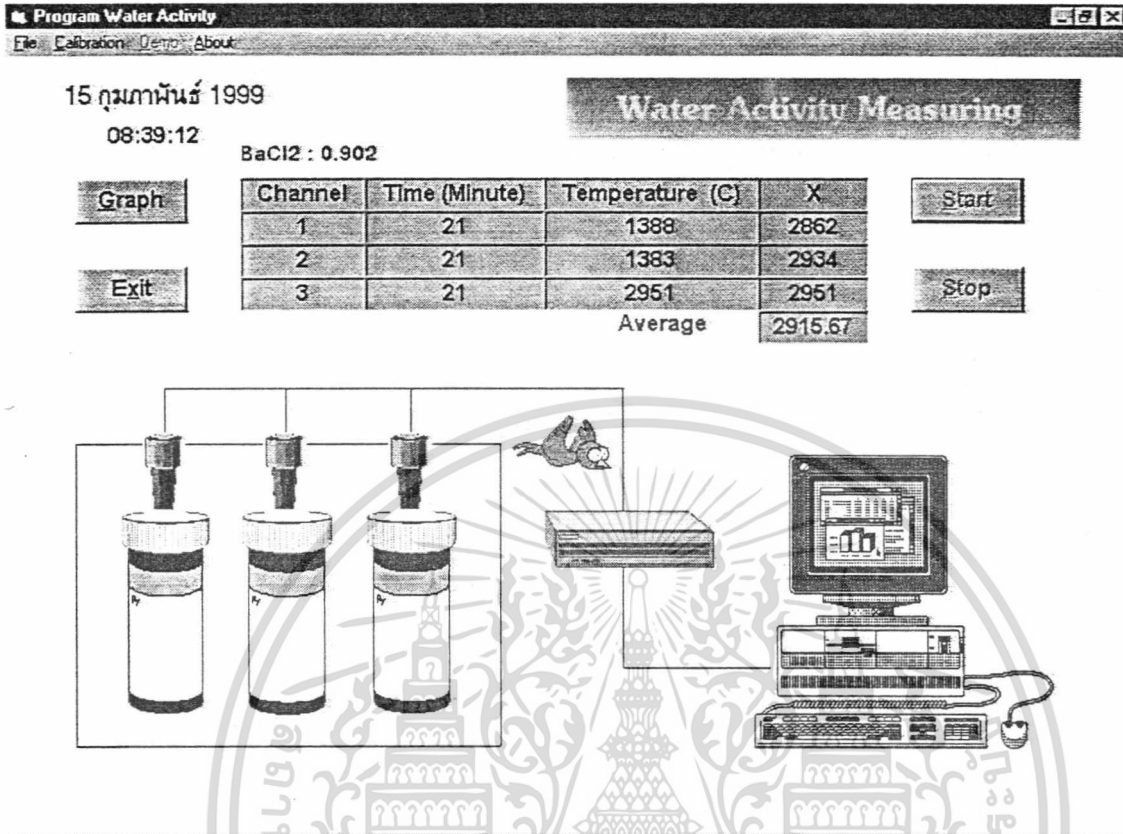 Program Water Activity
File Calibration Demo About
15 กุมภาพันธ์ 1999
Water Activity Measuring
08:39:12
BaCl2 : 0.902
Graph
Channel Time (Minute) Temperature (C) X
Start
1 21 1388 2862
2 21 1383 2934
Exit
3 21 2951 2951
Stop
Average 2915.67